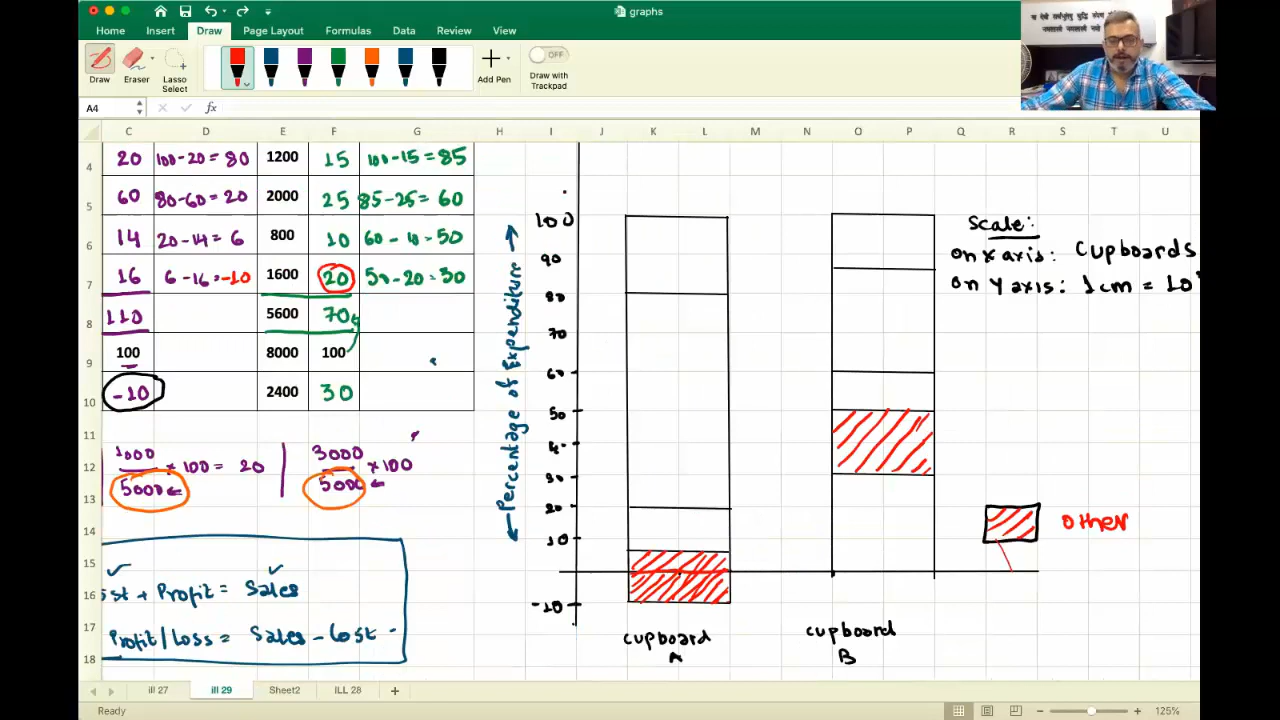 graphs
Home Insert Draw Page Layout Formulas Data Review View
Draw Eraser Lasso Select Add Pen OFF Draw with Trackpad
A4 fx
C D E F G H I J K L M N O P Q R S T U
4 20 100-20 = 80 1200 15 100-15 = 85
5 60 80-60 = 20 2000 25 85-25 = 60
6 14 20-14 = 6 800 10 60-10=50
7 16 6-16=-10 1600 20 50-20=30
8 110 5600 70
9 100 8000 100
10 -10 2400 30
11
12
13
14
15
16
17
18
1000
5000 × 100 = 20
3000
5000 × 100
st + Profit = Sales
Profit/Loss = Sales - Cost
Percentage of Expenditure
100
90
80
70
60
50
40
30
20
10
-10
cupboard
A
cupboard
B
Scale:
on x axis: Cupboards
on y axis: 1cm = 10
other
ill 27 ill 29 Sheet2 ILL 28 +
Ready 125%